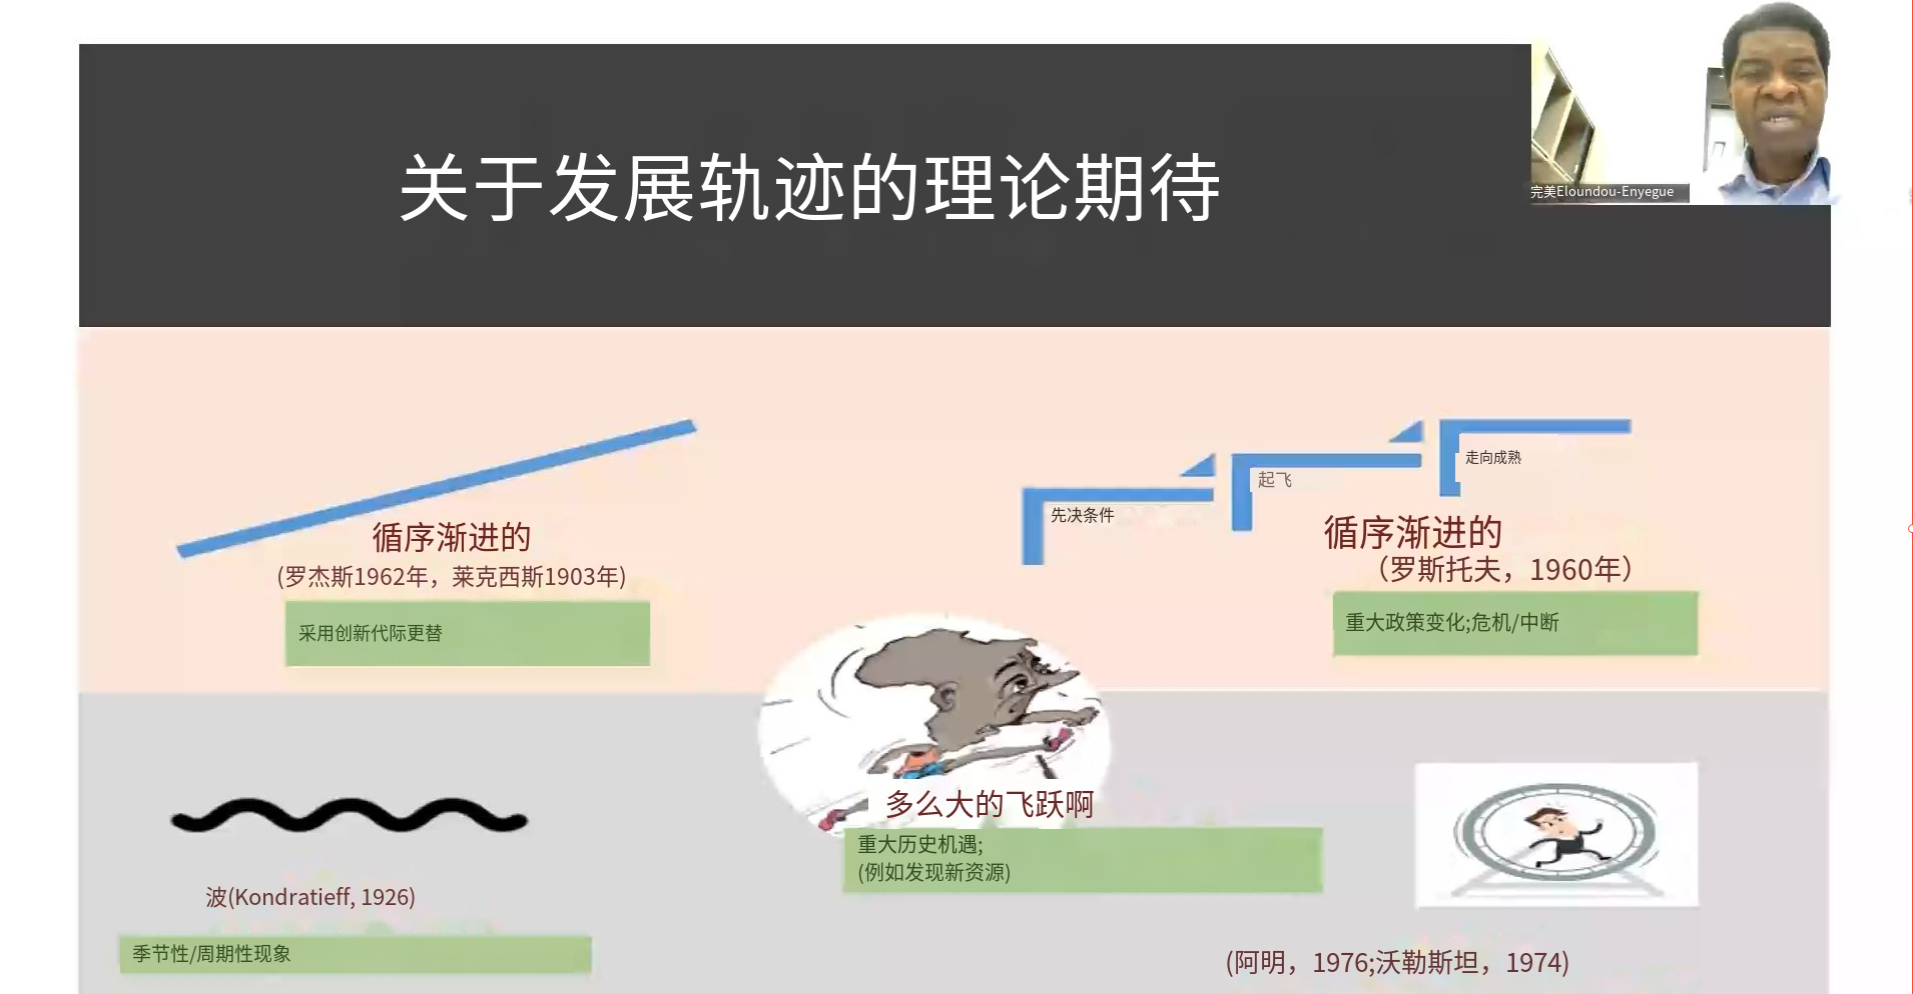 关于发展轨迹的理论期待
完美Eloundou-Enyegue
循序渐进的
(罗杰斯1962年，莱克西斯1903年)
采用创新代际更替
先决条件
起飞
走向成熟
循序渐进的
（罗斯托夫，1960年）
重大政策变化;危机/中断
多么大的飞跃啊
重大历史机遇;
(例如发现新资源)
波(Kondratieff, 1926)
季节性/周期性现象
(阿明，1976;沃勒斯坦，1974)